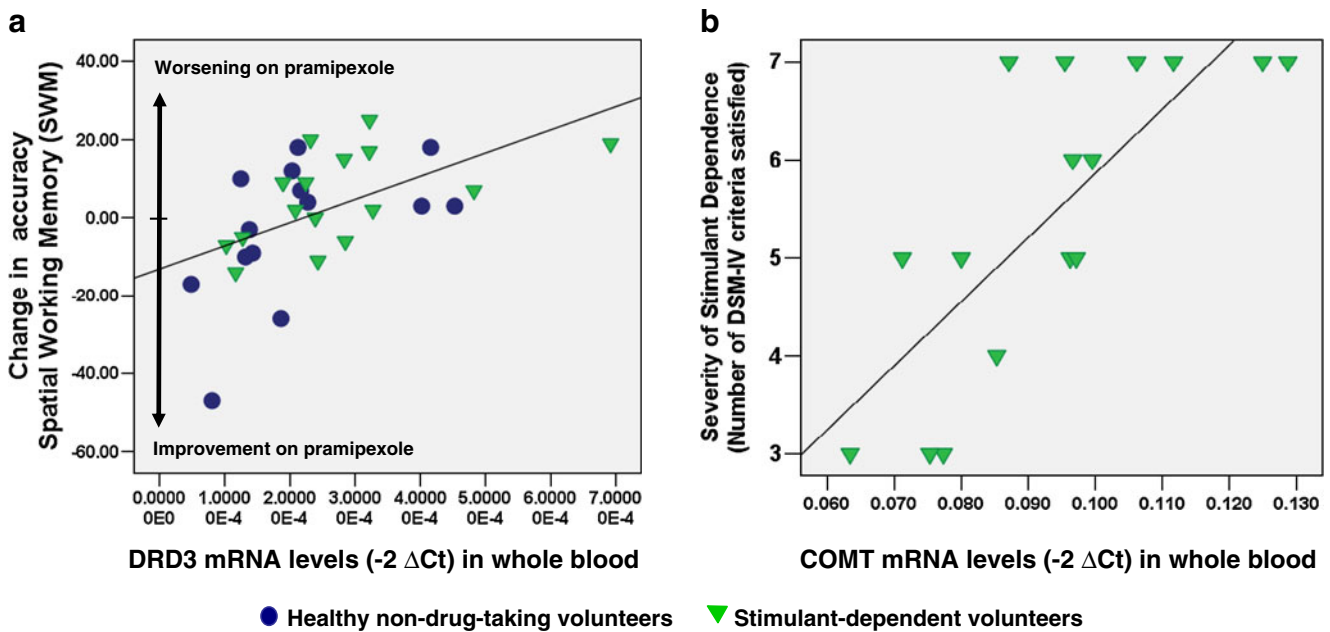 a
Change in accuracy
Spatial Working Memory (SWM)
40.00
20.00
0.00
-20.00
-40.00
-60.00
Worsening on pramipexole
Improvement on pramipexole
0.0000 1.0000 2.0000 3.0000 4.0000 5.0000 6.0000 7.0000
0E0 0E-4 0E-4 0E-4 0E-4 0E-4 0E-4 0E-4
DRD3 mRNA levels (-2 ΔCt) in whole blood
b
Severity of Stimulant Dependence
(Number of DSM-IV criteria satisfied)
7
6
5
4
3
0.060 0.070 0.080 0.090 0.100 0.110 0.120 0.130
COMT mRNA levels (-2 ΔCt) in whole blood
Healthy non-drug-taking volunteers
Stimulant-dependent volunteers